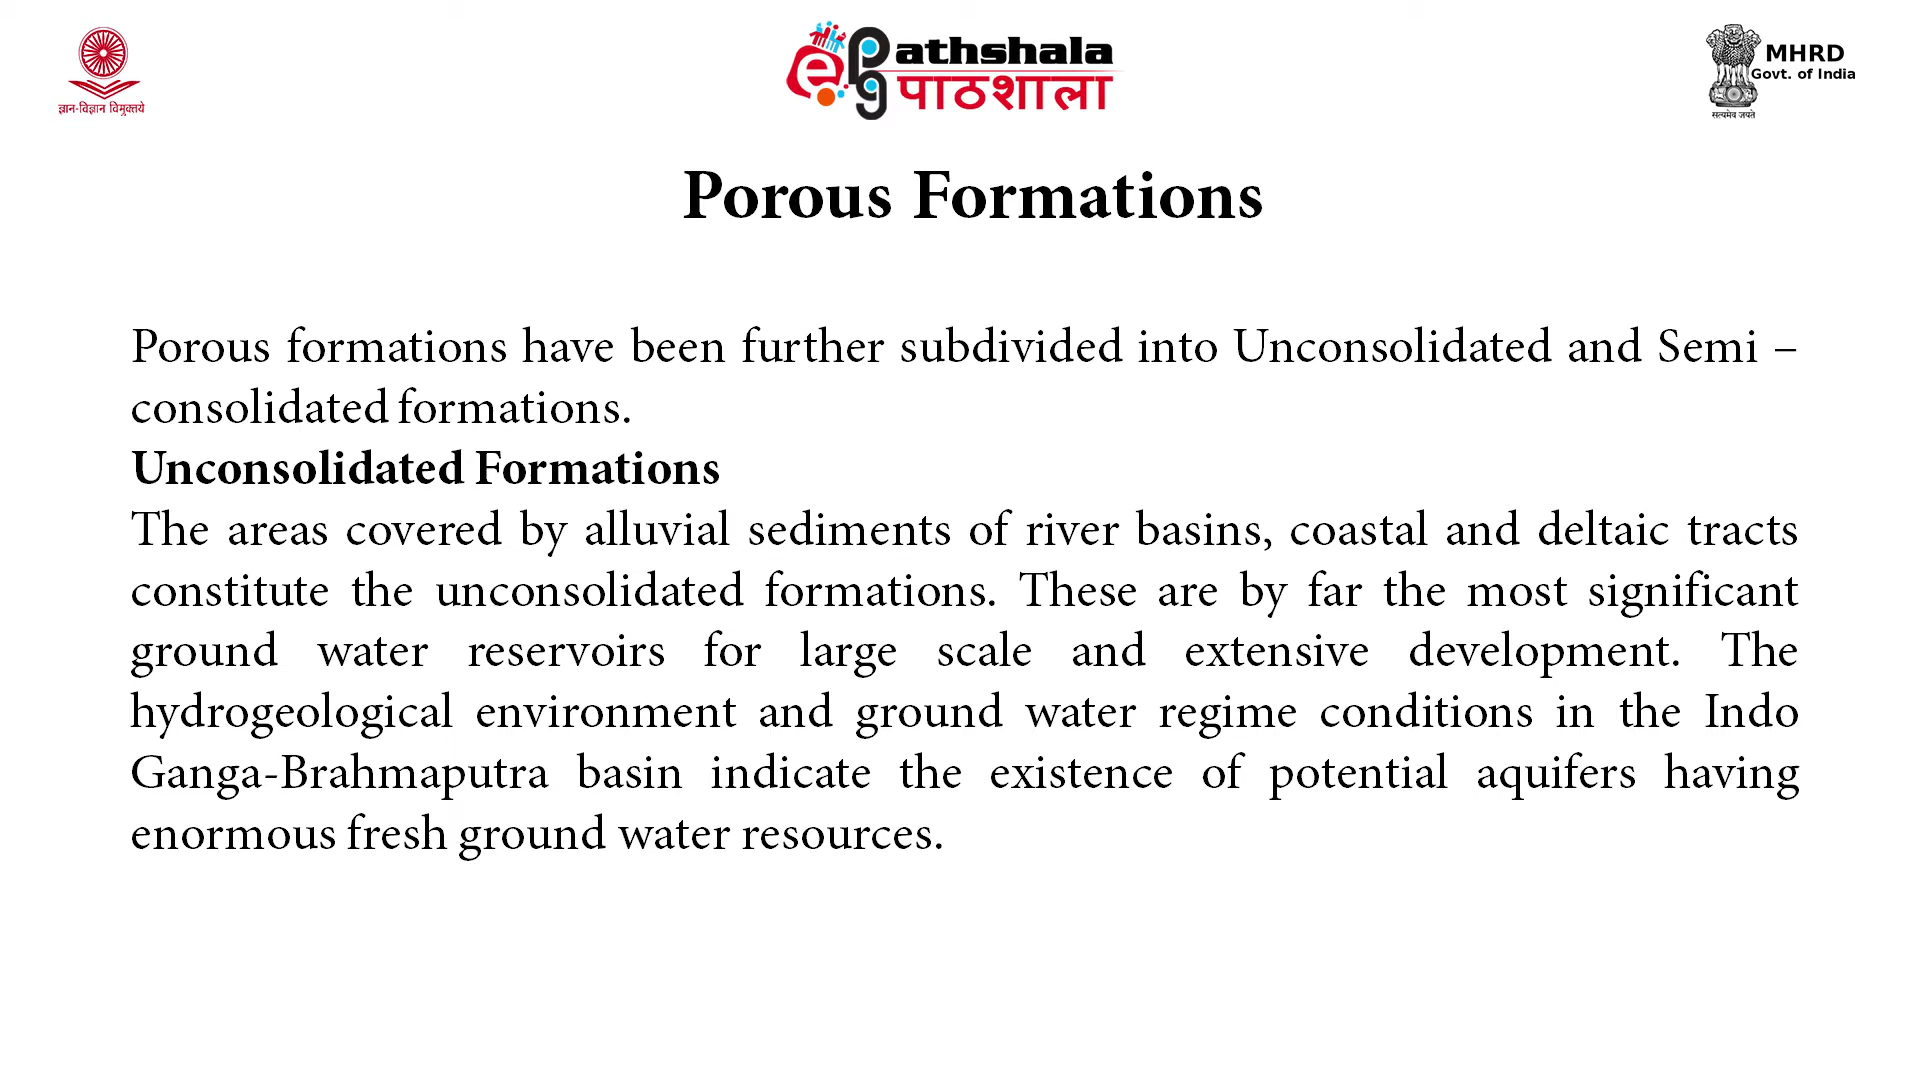 ज्ञान-विज्ञान विमुक्तये
ePG Pathshala
पाठशाला
MHRD
Govt. of India
सत्यमेव जयते
Porous Formations
Porous formations have been further subdivided into Unconsolidated and Semi –
consolidated formations.
Unconsolidated Formations
The areas covered by alluvial sediments of river basins, coastal and deltaic tracts
constitute the unconsolidated formations. These are by far the most significant
ground water reservoirs for large scale and extensive development. The
hydrogeological environment and ground water regime conditions in the Indo
Ganga-Brahmaputra basin indicate the existence of potential aquifers having
enormous fresh ground water resources.